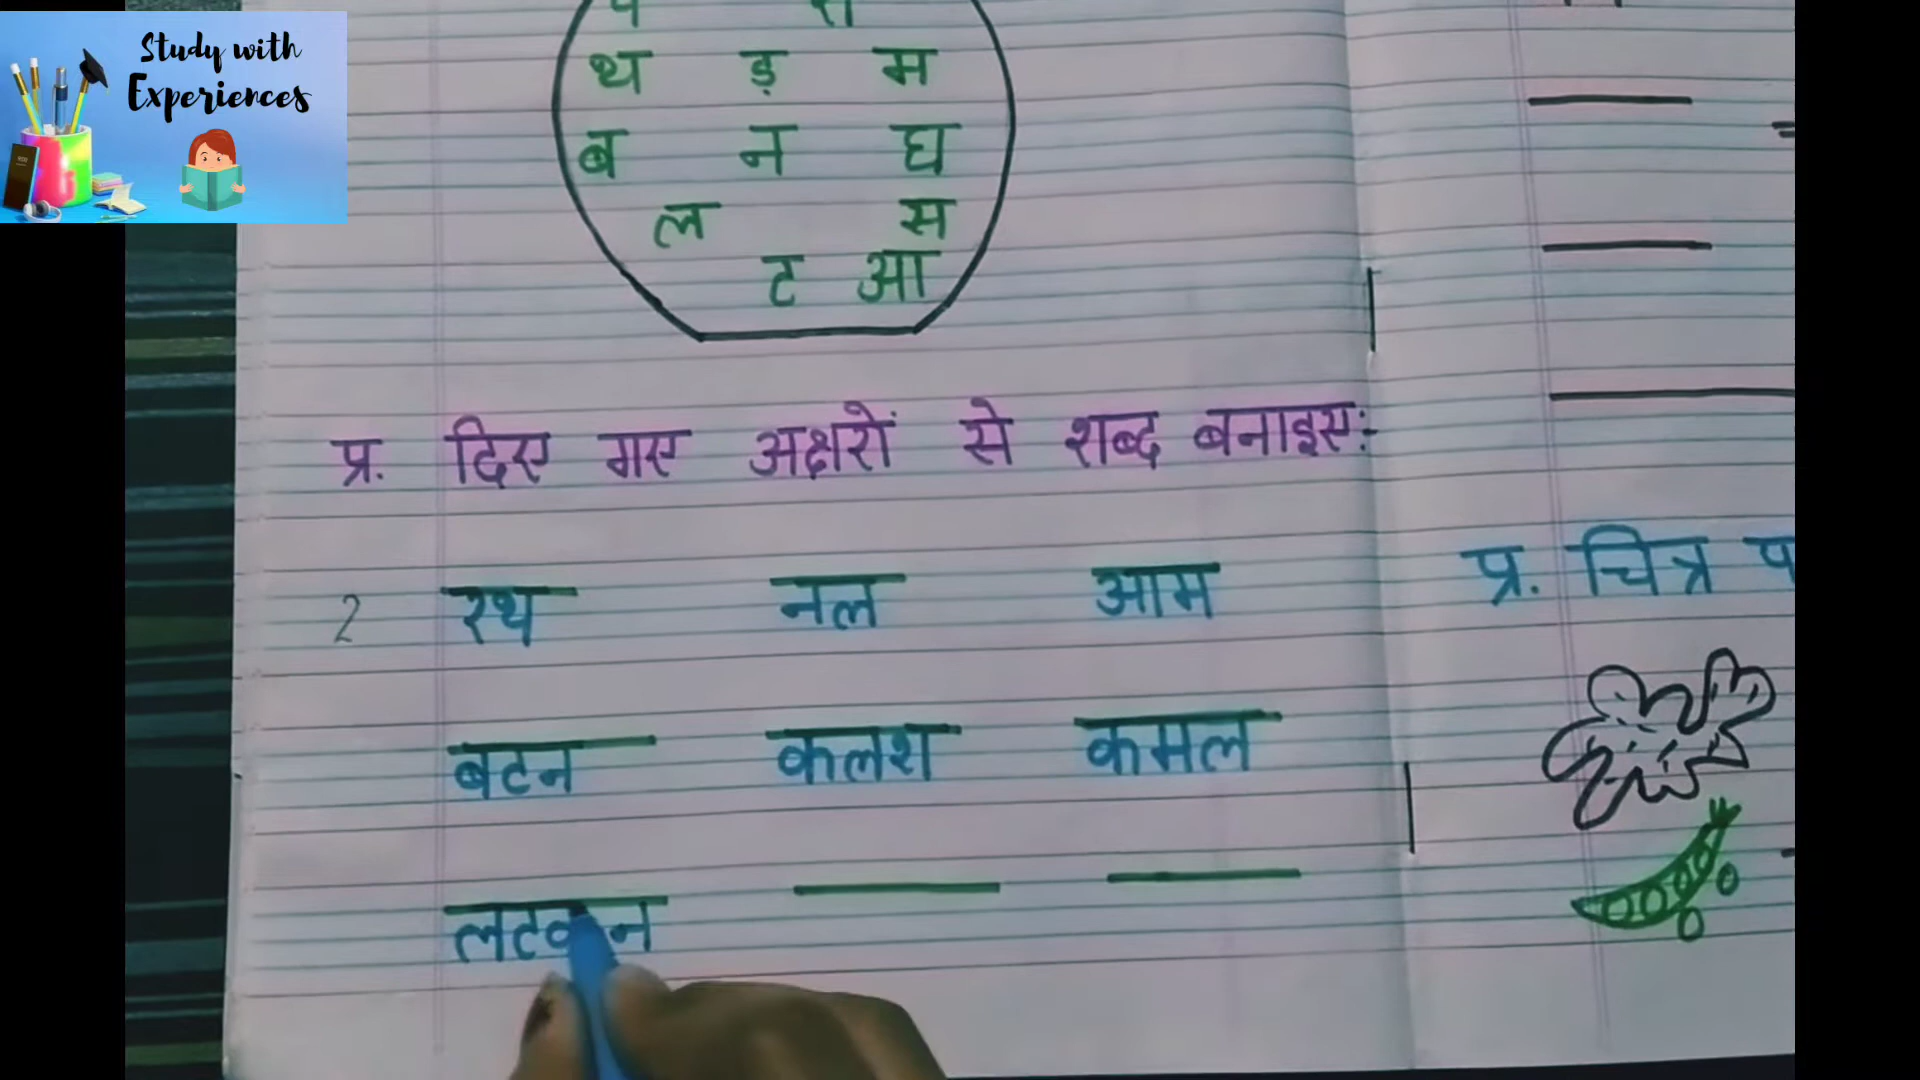 Study with
Experiences
थ ड़ म
ब न घ
ल स
ट आ
प्र. दिए गए अक्षरों से शब्द बनाइए:-
2 रथ नल आम
बटन कलश कमल
लटकन
प्र. चित्र